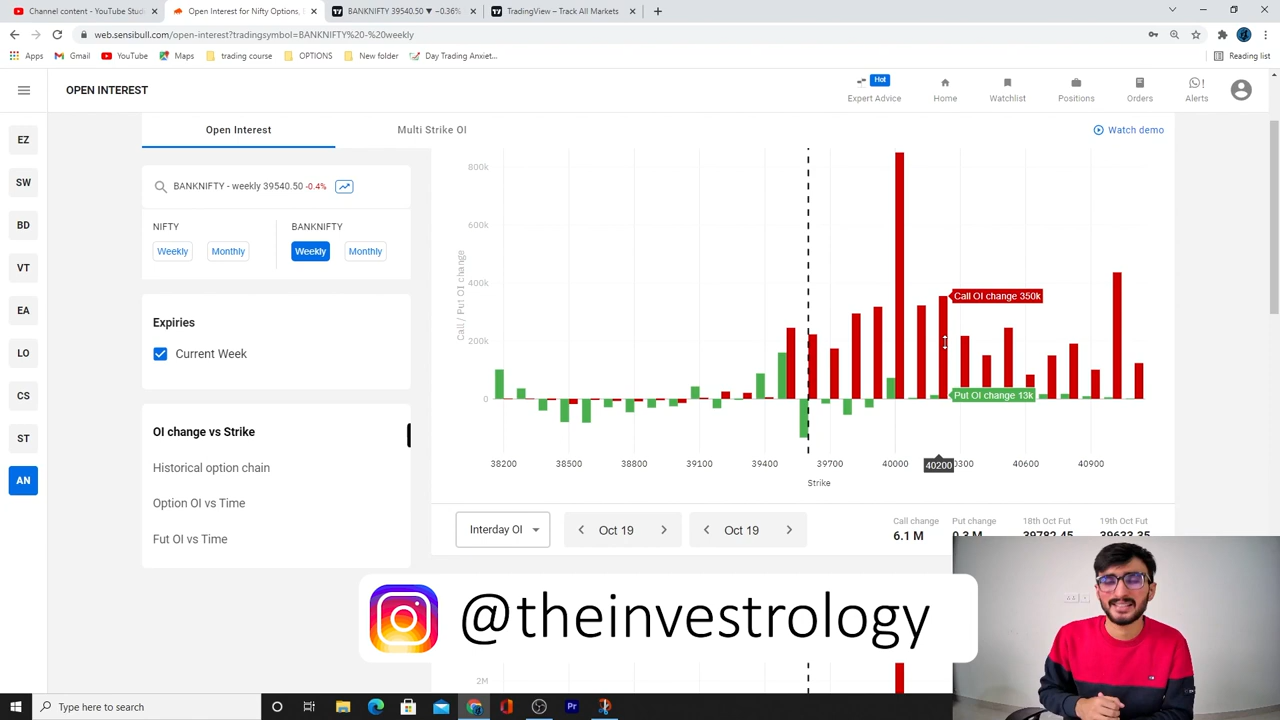 Channel content - YouTube Studi
Open Interest for Nifty Options,
BANKNIFTY 39540.50 ▼ −0.36%
TradingView – Track All Markets
web.sensibull.com/open-interest?tradingsymbol=BANKNIFTY%20-%20weekly
Apps
Gmail
YouTube
Maps
trading course
OPTIONS
New folder
Day Trading Anxiet...
Reading list
OPEN INTEREST
Hot
Expert Advice
Home
Watchlist
Positions
Orders
Alerts
EZ
SW
BD
VT
EA
LO
CS
ST
AN
Open Interest
Multi Strike OI
Watch demo
BANKNIFTY - weekly 39540.50 -0.4%
NIFTY
BANKNIFTY
Weekly
Monthly
Weekly
Monthly
Expiries
Current Week
OI change vs Strike
Historical option chain
Option OI vs Time
Fut OI vs Time
Call / Put OI change
800k
600k
400k
200k
0
Call OI change 350k
Put OI change 13k
38200
38500
38800
39100
39400
39700
40000
40200
40600
40900
Strike
Interday OI
Oct 19
Oct 19
Call change
6.1 M
Put change
18th Oct Fut
19th Oct Fut
2M
@theinvestrology
Type here to search